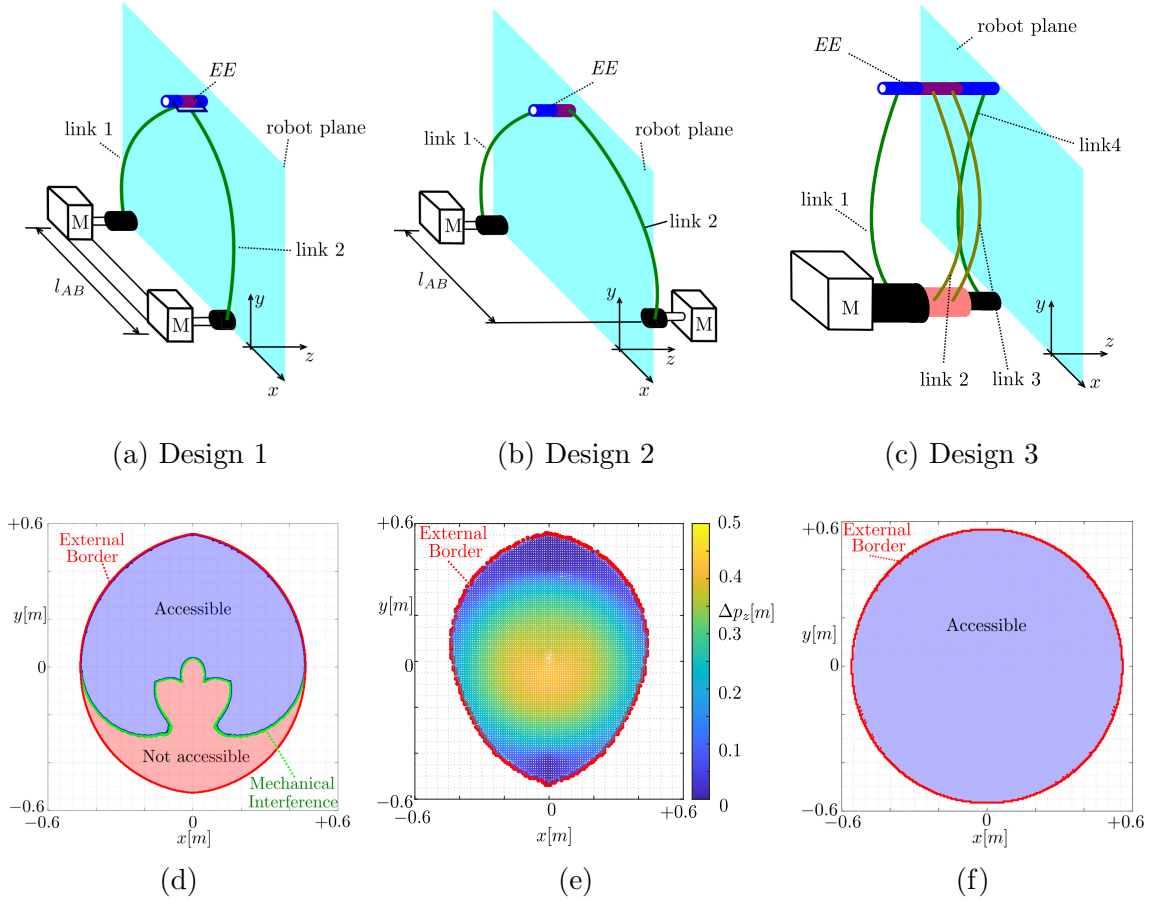 EE
link 1
robot plane
M
link 2
l_AB
M
y
z
x
(a) Design 1
EE
link 1
robot plane
M
link 2
l_AB
y
M
z
x
(b) Design 2
robot plane
EE
link4
link 1
M
y
z
link 2
link 3
x
(c) Design 3
+0.6
External
Border
Accessible
y[m]
0
Not accessible
Mechanical
Interference
−0.6
−0.6
0
+0.6
x[m]
(d)
+0.6
External
Border
y[m]
0
−0.6
−0.6
0
+0.6
x[m]
0.5
0.4
Δp_z[m]
0.3
0.2
0.1
0
(e)
+0.6
External
Border
Accessible
y[m]
0
−0.6
−0.6
0
+0.6
x[m]
(f)